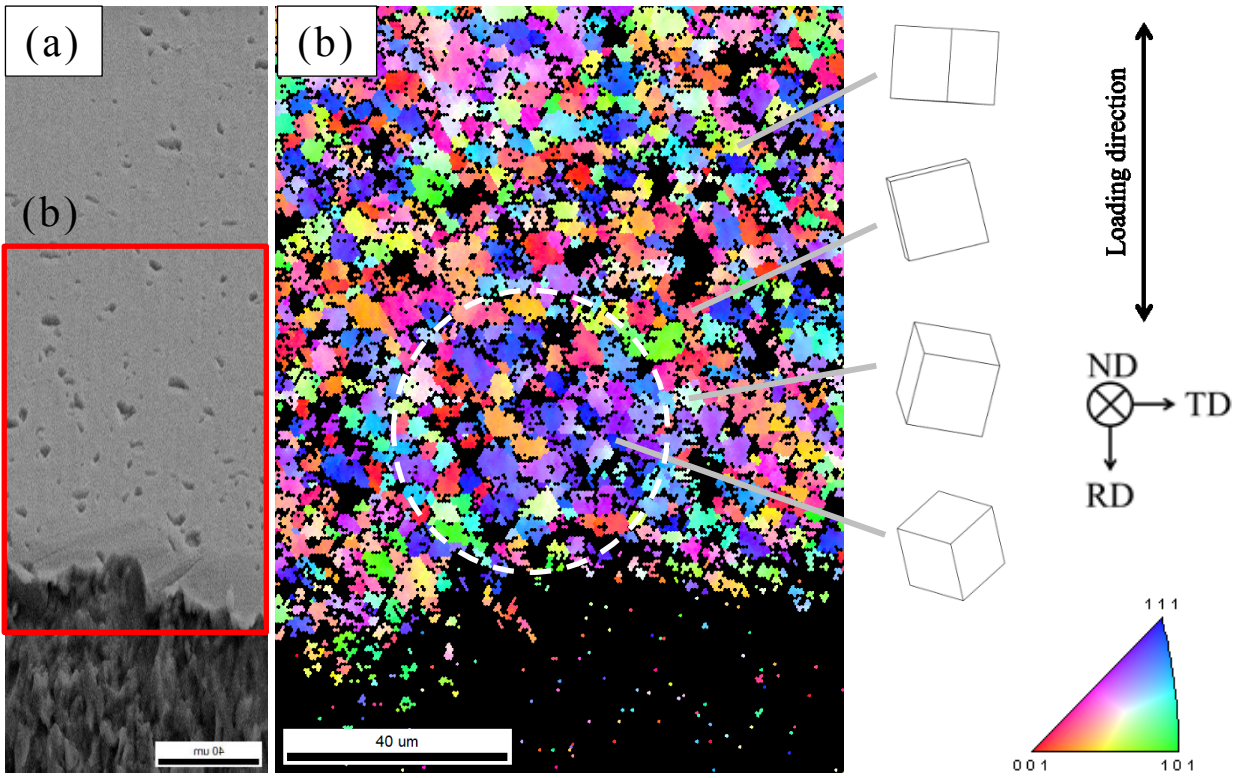 (a)
(b)
(b)
40 um
40 um
Loading direction
ND
TD
RD
1 1 1
0 0 1
1 0 1